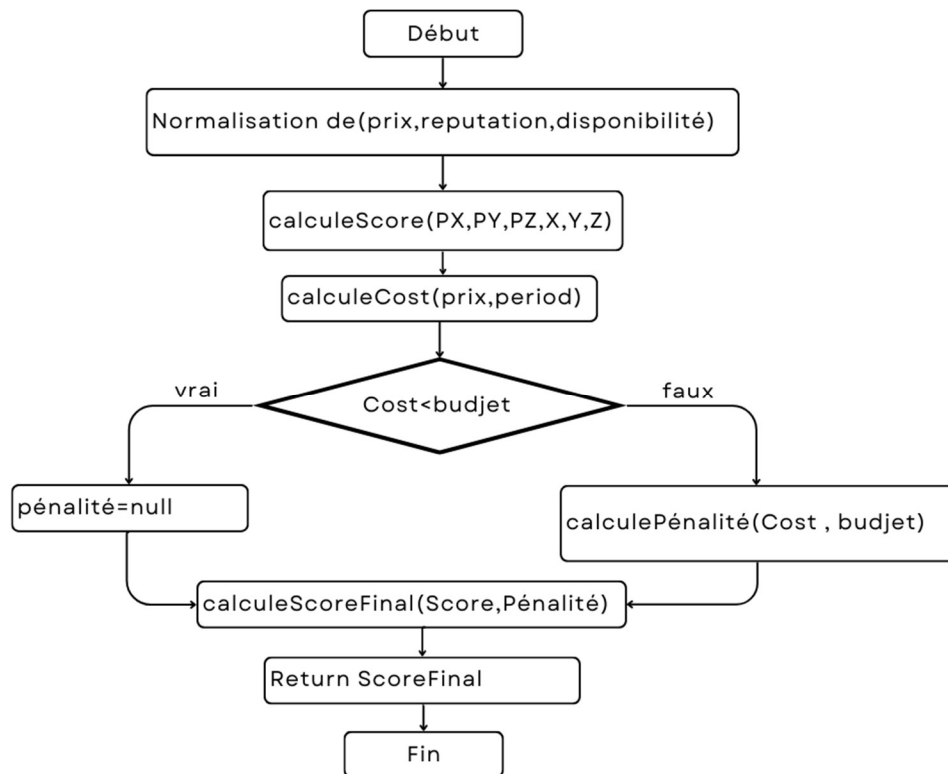 Début
Normalisation de(prix,reputation,disponibilité)
calculeScore(PX,PY,PZ,X,Y,Z)
calculeCost(prix,period)
Cost<budjet
vrai
faux
pénalité=null
calculePénalité(Cost , budjet)
calculeScoreFinal(Score,Pénalité)
Return ScoreFinal
Fin